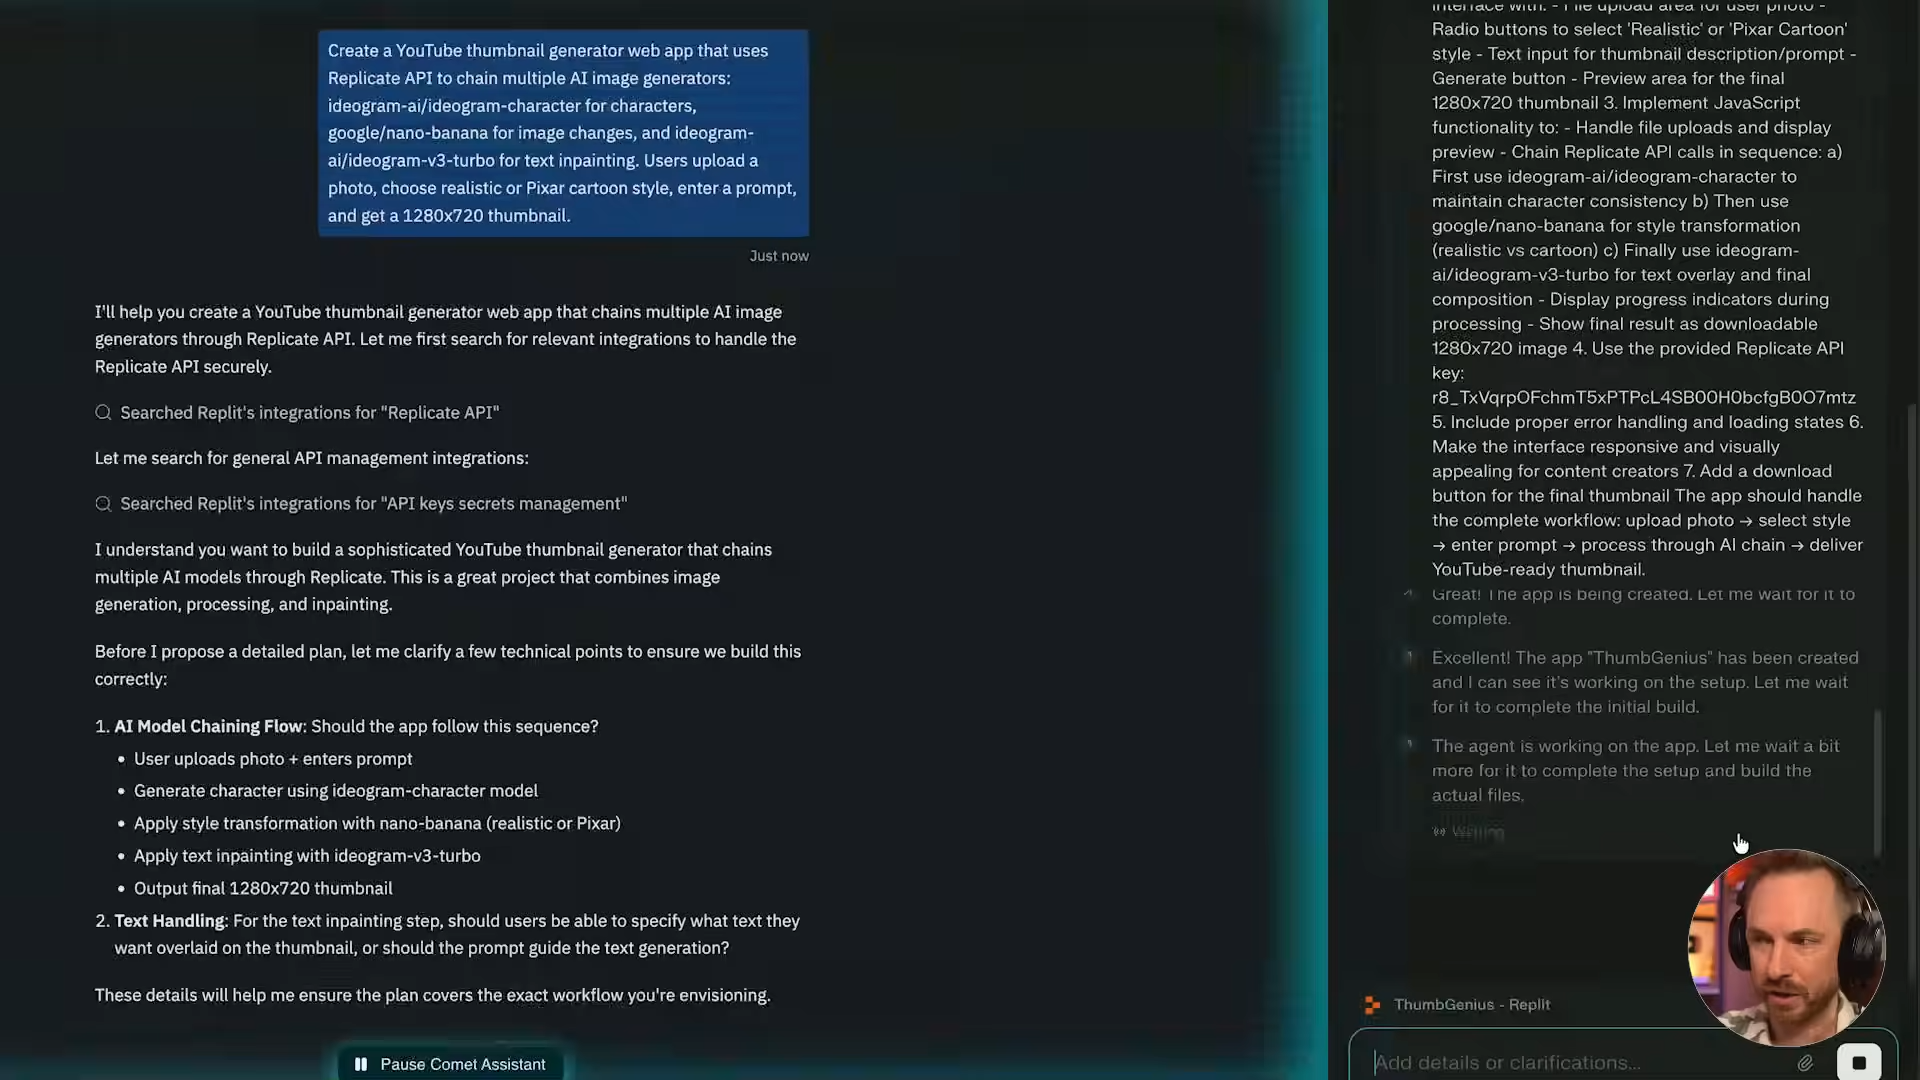 Create a YouTube thumbnail generator web app that uses
Replicate API to chain multiple AI image generators:
ideogram-ai/ideogram-character for characters,
google/nano-banana for image changes, and ideogram-
ai/ideogram-v3-turbo for text inpainting. Users upload a
photo, choose realistic or Pixar cartoon style, enter a prompt,
and get a 1280x720 thumbnail.
Just now
I'll help you create a YouTube thumbnail generator web app that chains multiple AI image
generators through Replicate API. Let me first search for relevant integrations to handle the
Replicate API securely.
Searched Replit's integrations for "Replicate API"
Let me search for general API management integrations:
Searched Replit's integrations for "API keys secrets management"
I understand you want to build a sophisticated YouTube thumbnail generator that chains
multiple AI models through Replicate. This is a great project that combines image
generation, processing, and inpainting.
Before I propose a detailed plan, let me clarify a few technical points to ensure we build this
correctly:
1. AI Model Chaining Flow: Should the app follow this sequence?
• User uploads photo + enters prompt
• Generate character using ideogram-character model
• Apply style transformation with nano-banana (realistic or Pixar)
• Apply text inpainting with ideogram-v3-turbo
• Output final 1280x720 thumbnail
2. Text Handling: For the text inpainting step, should users be able to specify what text they
want overlaid on the thumbnail, or should the prompt guide the text generation?
These details will help me ensure the plan covers the exact workflow you're envisioning.
Pause Comet Assistant
interface with: - File upload area for user photo -
Radio buttons to select 'Realistic' or 'Pixar Cartoon'
style - Text input for thumbnail description/prompt -
Generate button - Preview area for the final
1280x720 thumbnail 3. Implement JavaScript
functionality to: - Handle file uploads and display
preview - Chain Replicate API calls in sequence: a)
First use ideogram-ai/ideogram-character to
maintain character consistency b) Then use
google/nano-banana for style transformation
(realistic vs cartoon) c) Finally use ideogram-
ai/ideogram-v3-turbo for text overlay and final
composition - Display progress indicators during
processing - Show final result as downloadable
1280x720 image 4. Use the provided Replicate API
key:
r8_TxVqrpOFchmT5xPTPcL4SB00H0bcfgB0O7mtz
5. Include proper error handling and loading states 6.
Make the interface responsive and visually
appealing for content creators 7. Add a download
button for the final thumbnail The app should handle
the complete workflow: upload photo → select style
→ enter prompt → process through AI chain → deliver
YouTube-ready thumbnail.
Great! The app is being created. Let me wait for it to
complete.
Excellent! The app "ThumbGenius" has been created
and I can see it's working on the setup. Let me wait
for it to complete the initial build.
The agent is working on the app. Let me wait a bit
more for it to complete the setup and build the
actual files.
Waiting
ThumbGenius - Replit
Add details or clarifications...